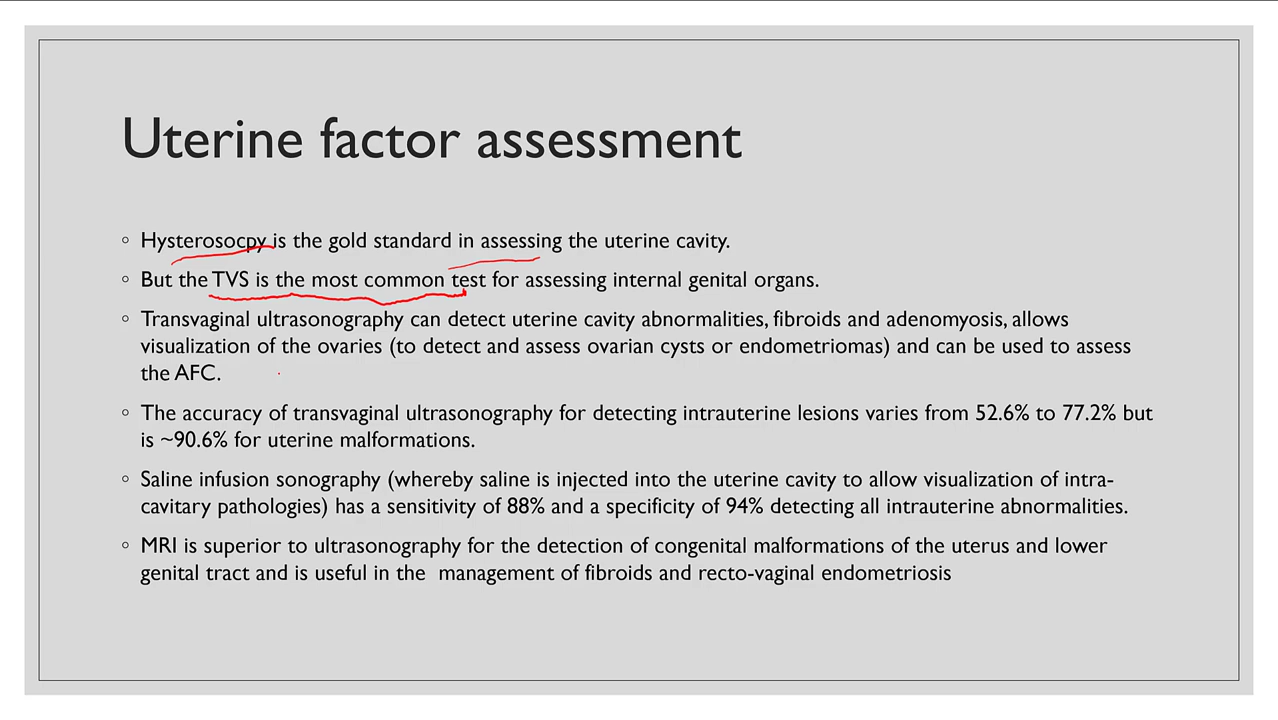 Uterine factor assessment
◦ Hysterosocpy is the gold standard in assessing the uterine cavity.
◦ But the TVS is the most common test for assessing internal genital organs.
◦ Transvaginal ultrasonography can detect uterine cavity abnormalities, fibroids and adenomyosis, allows
visualization of the ovaries (to detect and assess ovarian cysts or endometriomas) and can be used to assess
the AFC.
◦ The accuracy of transvaginal ultrasonography for detecting intrauterine lesions varies from 52.6% to 77.2% but
is ~90.6% for uterine malformations.
◦ Saline infusion sonography (whereby saline is injected into the uterine cavity to allow visualization of intra-
cavitary pathologies) has a sensitivity of 88% and a specificity of 94% detecting all intrauterine abnormalities.
◦ MRI is superior to ultrasonography for the detection of congenital malformations of the uterus and lower
genital tract and is useful in the  management of fibroids and recto-vaginal endometriosis